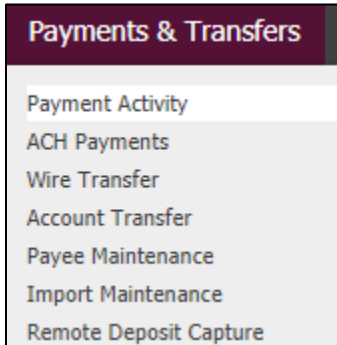 Payments & Transfers
Payment Activity
ACH Payments
Wire Transfer
Account Transfer
Payee Maintenance
Import Maintenance
Remote Deposit Capture